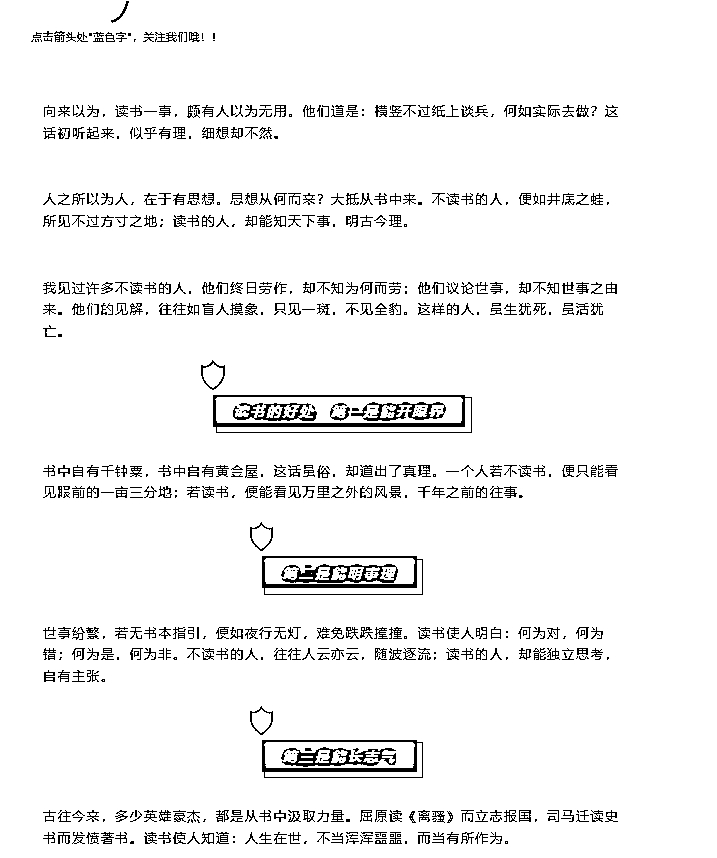 点击箭头处"蓝色字"，关注我们哦！！
向来以为，读书一事，颇有人以为无用。他们道是：横竖不过纸上谈兵，何如实际去做？这
话初听起来，似乎有理，细想却不然。
人之所以为人，在于有思想。思想从何而来？大抵从书中来。不读书的人，便如井底之蛙，
所见不过方寸之地；读书的人，却能知天下事，明古今理。
我见过许多不读书的人，他们终日劳作，却不知为何而劳；他们议论世事，却不知世事之由
来。他们的见解，往往如盲人摸象，只见一斑，不见全豹。这样的人，虽生犹死，虽活犹
亡。
读书的好处 第一是能开眼界
书中自有千钟粟，书中自有黄金屋，这话虽俗，却道出了真理。一个人若不读书，便只能看
见眼前的一亩三分地；若读书，便能看见万里之外的风景，千年之前的往事。
第二是能明事理
世事纷繁，若无书本指引，便如夜行无灯，难免跌跌撞撞。读书使人明白：何为对，何为
错；何为是，何为非。不读书的人，往往人云亦云，随波逐流；读书的人，却能独立思考，
自有主张。
第三是能长志气
古往今来，多少英雄豪杰，都是从书中汲取力量。屈原读《离骚》而立志报国，司马迁读史
书而发愤著书。读书使人知道：人生在世，不当浑浑噩噩，而当有所作为。